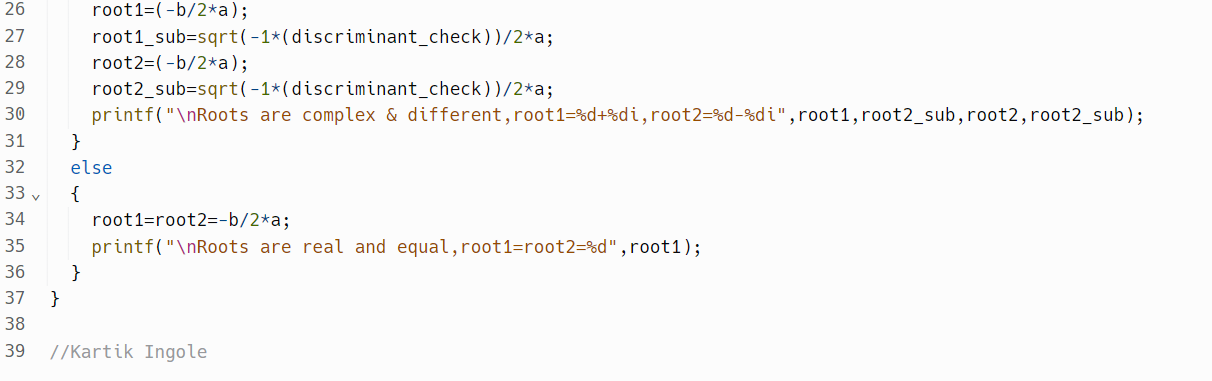 26 root1=(-b/2*a);
27 root1_sub=sqrt(-1*(discriminant_check))/2*a;
28 root2=(-b/2*a);
29 root2_sub=sqrt(-1*(discriminant_check))/2*a;
30 printf("\nRoots are complex & different,root1=%d+%di,root2=%d-%di",root1,root2_sub,root2,root2_sub);
31 }
32 else
33 {
34 root1=root2=-b/2*a;
35 printf("\nRoots are real and equal,root1=root2=%d",root1);
36 }
37 }
38
39 //Kartik Ingole